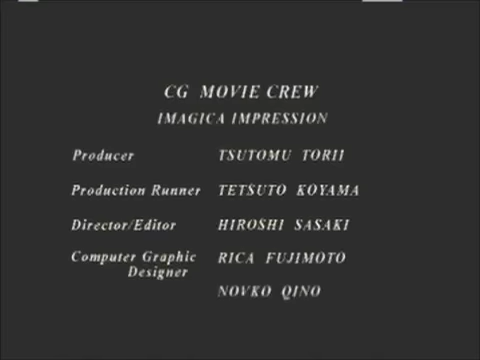 CG MOVIE CREW
IMAGICA IMPRESSION
Producer TSUTOMU TORII
Production Runner TETSUTO KOYAMA
Director/Editor HIROSHI SASAKI
Computer Graphic RICA FUJIMOTO
Designer
NOVKO QINO